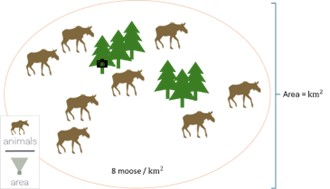 Area = km²
8 moose / km²
animals
area